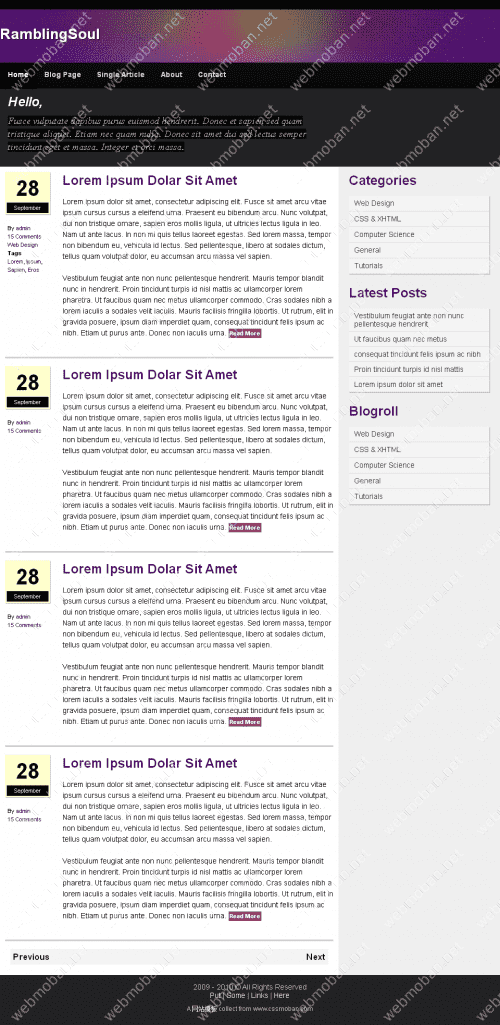 RamblingSoul
Home Blog Page Single Article About Contact
Hello,
Fusce vulputate dapibus purus euismod hendrerit. Donec et sapien sed quam
tristique aliquet. Etiam nec quam nulla. Donec sit amet dui sed lectus semper
tincidunt eget et massa. Integer et orci massa.
28
September
By admin
15 Comments
Web Design
Tags
Lorem, Ipsum,
Sapien, Eros
Lorem Ipsum Dolar Sit Amet
Lorem ipsum dolor sit amet, consectetur adipiscing elit. Fusce sit amet arcu vitae
ipsum cursus cursus a eleifend urna. Praesent eu bibendum arcu. Nunc volutpat,
dui non tristique ornare, sapien eros mollis ligula, ut ultricies lectus ligula in leo.
Nam ut ante lacus. In non mi quis tellus laoreet egestas. Sed lorem massa, tempor
non bibendum eu, vehicula id lectus. Sed pellentesque, libero at sodales dictum,
tellus quam volutpat dolor, eu accumsan arcu massa vel sapien.
Vestibulum feugiat ante non nunc pellentesque hendrerit. Mauris tempor blandit
nunc in hendrerit. Proin tincidunt turpis id nisl mattis ac ullamcorper lorem
pharetra. Ut faucibus quam nec metus ullamcorper commodo. Cras sodales nibh a
lorem iaculis a sodales velit iaculis. Mauris facilisis fringilla lobortis. Ut rutrum, elit in
gravida posuere, ipsum diam imperdiet quam, consequat tincidunt felis ipsum ac
nibh. Etiam ut purus ante. Donec non iaculis urna. Read More
28
September
By admin
15 Comments
Lorem Ipsum Dolar Sit Amet
Lorem ipsum dolor sit amet, consectetur adipiscing elit. Fusce sit amet arcu vitae
ipsum cursus cursus a eleifend urna. Praesent eu bibendum arcu. Nunc volutpat,
dui non tristique ornare, sapien eros mollis ligula, ut ultricies lectus ligula in leo.
Nam ut ante lacus. In non mi quis tellus laoreet egestas. Sed lorem massa, tempor
non bibendum eu, vehicula id lectus. Sed pellentesque, libero at sodales dictum,
tellus quam volutpat dolor, eu accumsan arcu massa vel sapien.
Vestibulum feugiat ante non nunc pellentesque hendrerit. Mauris tempor blandit
nunc in hendrerit. Proin tincidunt turpis id nisl mattis ac ullamcorper lorem
pharetra. Ut faucibus quam nec metus ullamcorper commodo. Cras sodales nibh a
lorem iaculis a sodales velit iaculis. Mauris facilisis fringilla lobortis. Ut rutrum, elit in
gravida posuere, ipsum diam imperdiet quam, consequat tincidunt felis ipsum ac
nibh. Etiam ut purus ante. Donec non iaculis urna. Read More
28
September
By admin
15 Comments
Lorem Ipsum Dolar Sit Amet
Lorem ipsum dolor sit amet, consectetur adipiscing elit. Fusce sit amet arcu vitae
ipsum cursus cursus a eleifend urna. Praesent eu bibendum arcu. Nunc volutpat,
dui non tristique ornare, sapien eros mollis ligula, ut ultricies lectus ligula in leo.
Nam ut ante lacus. In non mi quis tellus laoreet egestas. Sed lorem massa, tempor
non bibendum eu, vehicula id lectus. Sed pellentesque, libero at sodales dictum,
tellus quam volutpat dolor, eu accumsan arcu massa vel sapien.
Vestibulum feugiat ante non nunc pellentesque hendrerit. Mauris tempor blandit
nunc in hendrerit. Proin tincidunt turpis id nisl mattis ac ullamcorper lorem
pharetra. Ut faucibus quam nec metus ullamcorper commodo. Cras sodales nibh a
lorem iaculis a sodales velit iaculis. Mauris facilisis fringilla lobortis. Ut rutrum, elit in
gravida posuere, ipsum diam imperdiet quam, consequat tincidunt felis ipsum ac
nibh. Etiam ut purus ante. Donec non iaculis urna. Read More
28
September
By admin
15 Comments
Lorem Ipsum Dolar Sit Amet
Lorem ipsum dolor sit amet, consectetur adipiscing elit. Fusce sit amet arcu vitae
ipsum cursus cursus a eleifend urna. Praesent eu bibendum arcu. Nunc volutpat,
dui non tristique ornare, sapien eros mollis ligula, ut ultricies lectus ligula in leo.
Nam ut ante lacus. In non mi quis tellus laoreet egestas. Sed lorem massa, tempor
non bibendum eu, vehicula id lectus. Sed pellentesque, libero at sodales dictum,
tellus quam volutpat dolor, eu accumsan arcu massa vel sapien.
Vestibulum feugiat ante non nunc pellentesque hendrerit. Mauris tempor blandit
nunc in hendrerit. Proin tincidunt turpis id nisl mattis ac ullamcorper lorem
pharetra. Ut faucibus quam nec metus ullamcorper commodo. Cras sodales nibh a
lorem iaculis a sodales velit iaculis. Mauris facilisis fringilla lobortis. Ut rutrum, elit in
gravida posuere, ipsum diam imperdiet quam, consequat tincidunt felis ipsum ac
nibh. Etiam ut purus ante. Donec non iaculis urna. Read More
Previous Next
Categories
Web Design
CSS & XHTML
Computer Science
General
Tutorials
Latest Posts
Vestibulum feugiat ante non nunc
pellentesque hendrerit
Ut faucibus quam nec metus
consequat tincidunt felis ipsum ac nibh
Proin tincidunt turpis id nisl mattis
Lorem ipsum dolor sit amet
Blogroll
Web Design
CSS & XHTML
Computer Science
General
Tutorials
2009 - 2010 © All Rights Reserved
Put | Some | Links | Here
网站模板 collect from www.cssmoban.com
webmoban.net